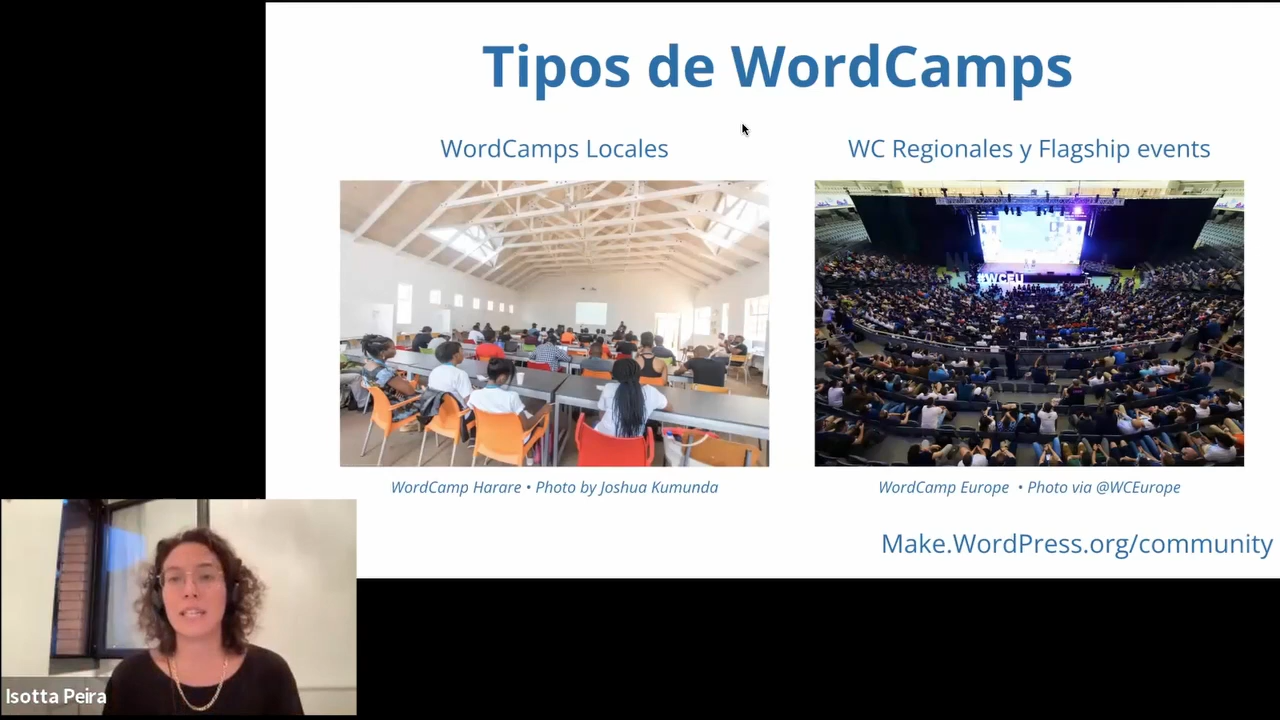 Tipos de WordCamps
WordCamps Locales
WC Regionales y Flagship events
#WCEU
WordCamp Harare • Photo by Joshua Kumunda
WordCamp Europe • Photo via @WCEurope
Make.WordPress.org/community
Isotta Peira